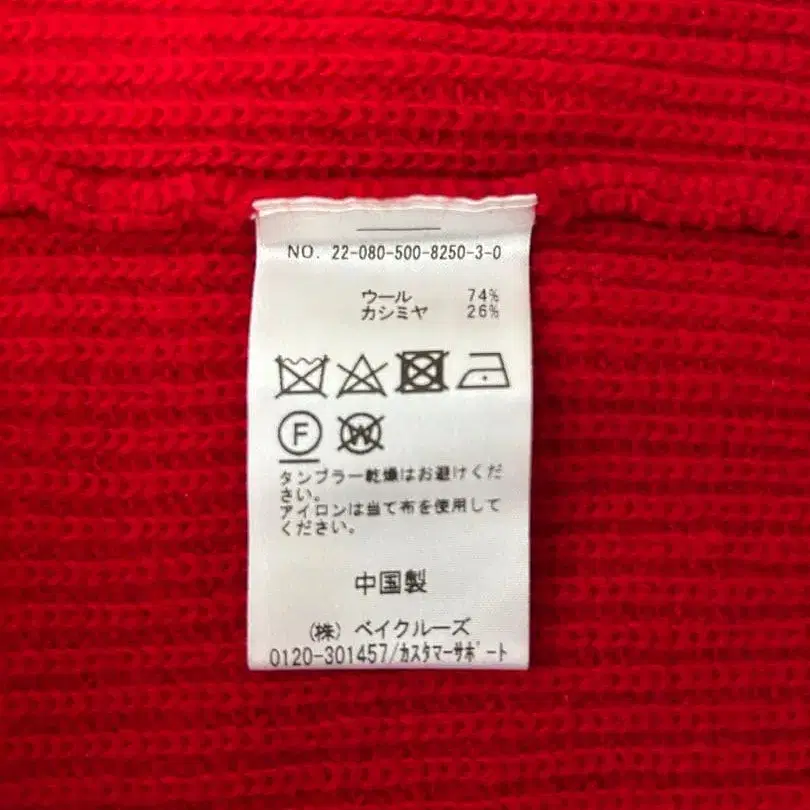 NO. 22-080-500-8250-3-0
ウール 74%
カシミヤ 26%
F W
タンブラー乾燥はお避けくだ
さい。
アイロンは当て布を使用して
ください。
中国製
(株) ベイクルーズ
0120-301457/カスタマーサポート